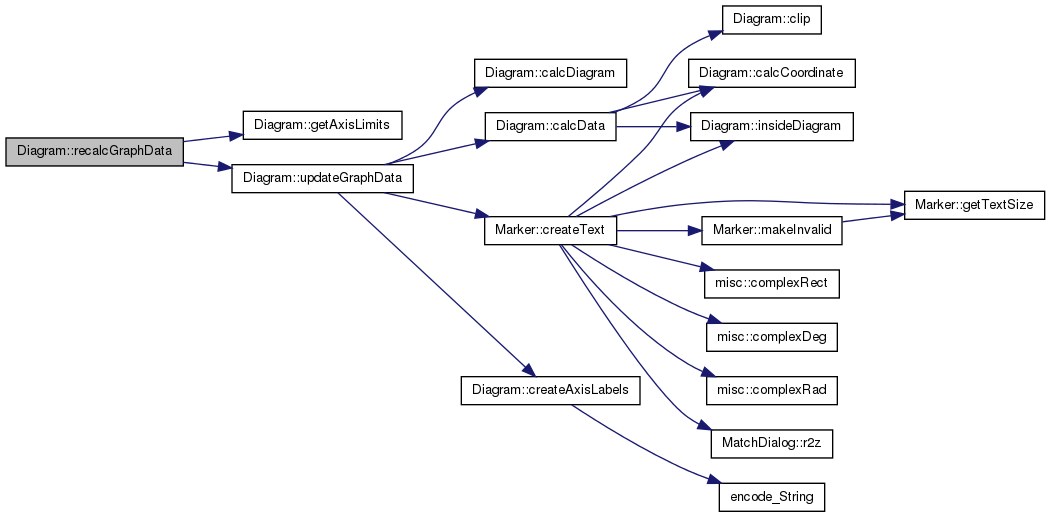 Diagram::recalcGraphData
Diagram::getAxisLimits
Diagram::updateGraphData
Diagram::calcDiagram
Diagram::calcData
Marker::createText
Diagram::createAxisLabels
Diagram::clip
Diagram::calcCoordinate
Diagram::insideDiagram
Marker::makeInvalid
Marker::getTextSize
misc::complexRect
misc::complexDeg
misc::complexRad
MatchDialog::r2z
encode_String